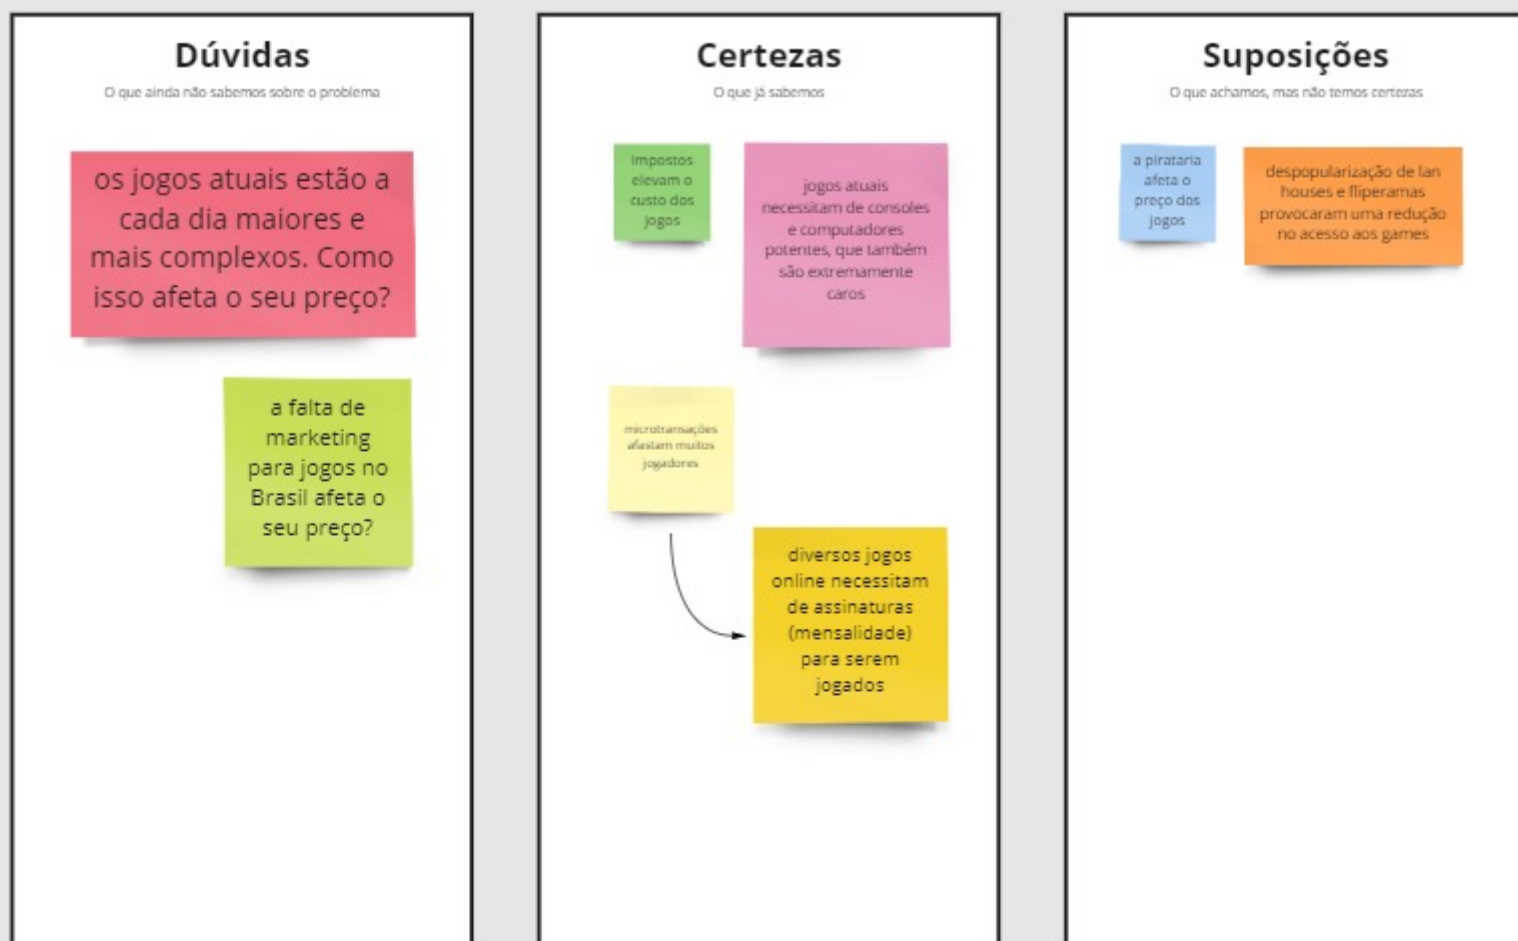 Dúvidas
O que ainda não sabemos sobre o problema
os jogos atuais estão a
cada dia maiores e
mais complexos. Como
isso afeta o seu preço?
a falta de
marketing
para jogos no
Brasil afeta o
seu preço?
Certezas
O que já sabemos
impostos
elevam o
custo dos
jogos
jogos atuais
necessitam de consoles
e computadores
potentes, que também
são extremamente
caros
microtransações
afastam muitos
jogadores
diversos jogos
online necessitam
de assinaturas
(mensalidade)
para serem
jogados
Suposições
O que achamos, mas não temos certezas
a pirataria
afeta o
preço dos
jogos
despopularização de lan
houses e fliperamas
provocaram uma redução
no acesso aos games